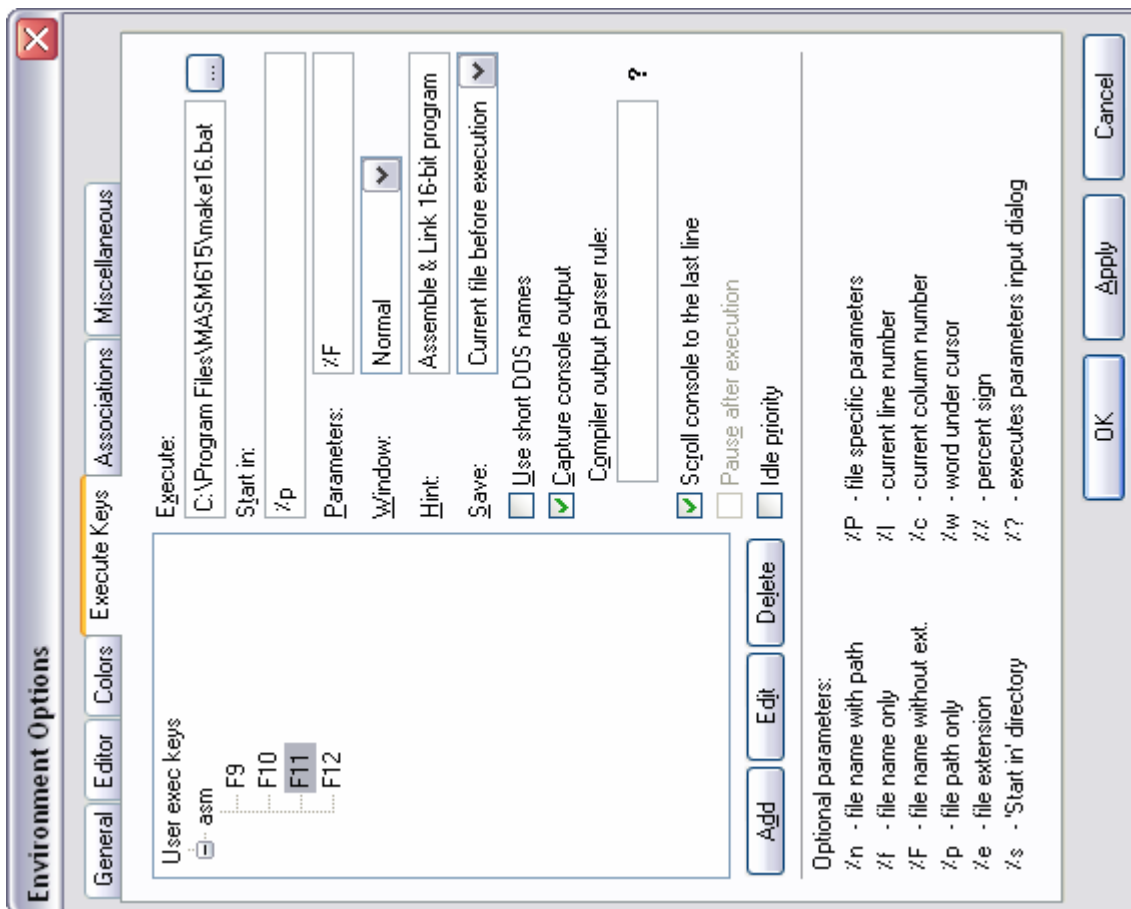 Environment Options
General Editor Colors Execute Keys Associations Miscellaneous
User exec keys
asm
F9
F10
F11
F12
Add Edit Delete
Execute:
C:\Program Files\MASM615\make16.bat ...
Start in:
%p
Parameters: %F
Window: Normal
Hint: Assemble & Link 16-bit program
Save: Current file before execution
Use short DOS names
Capture console output
Compiler output parser rule:
?
Scroll console to the last line
Pause after execution
Idle priority
Optional parameters:
%n - file name with path
%f - file name only
%F - file name without ext.
%p - file path only
%e - file extension
%s - 'Start in' directory
%P - file specific parameters
%l - current line number
%c - current column number
%w - word under cursor
%% - percent sign
%? - executes parameters input dialog
OK Apply Cancel